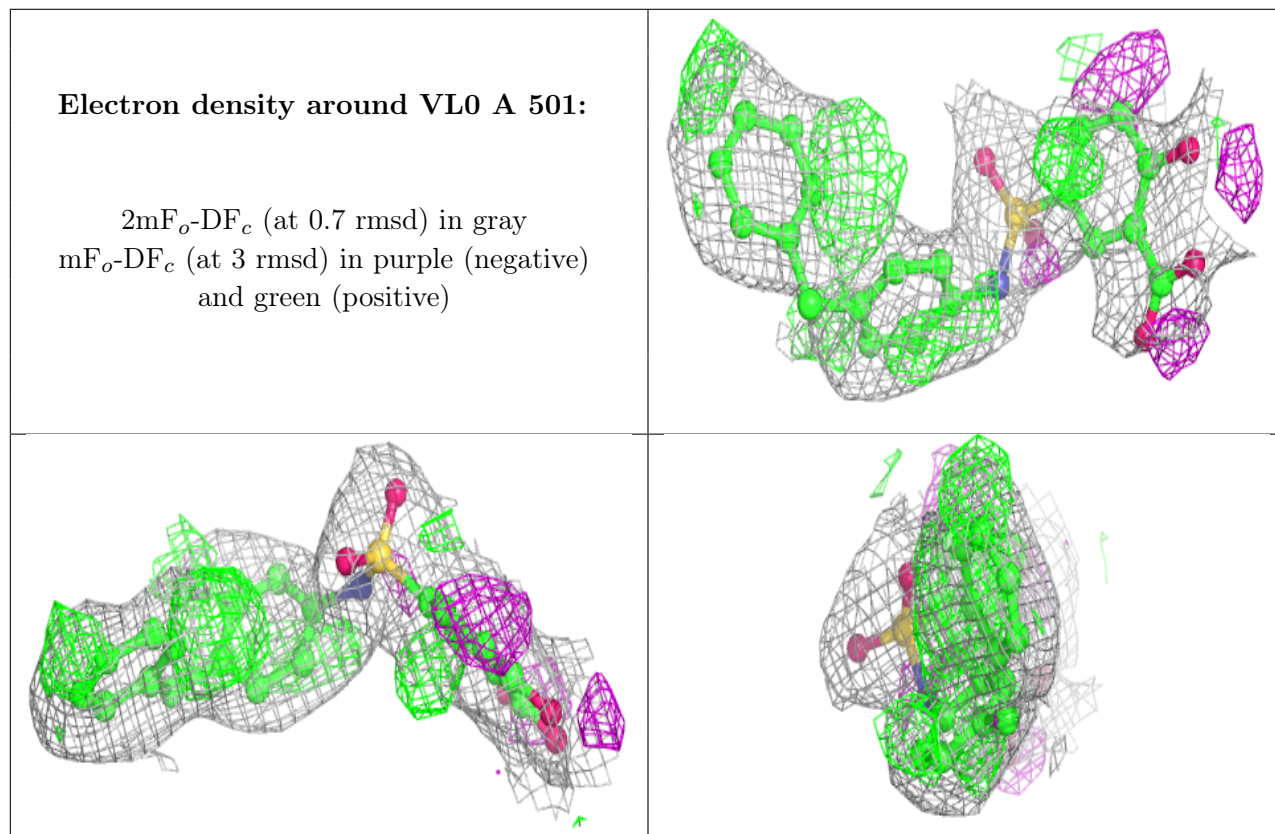 Electron density around VL0 A 501:
2mFo-DFc (at 0.7 rmsd) in gray
mFo-DFc (at 3 rmsd) in purple (negative)
and green (positive)